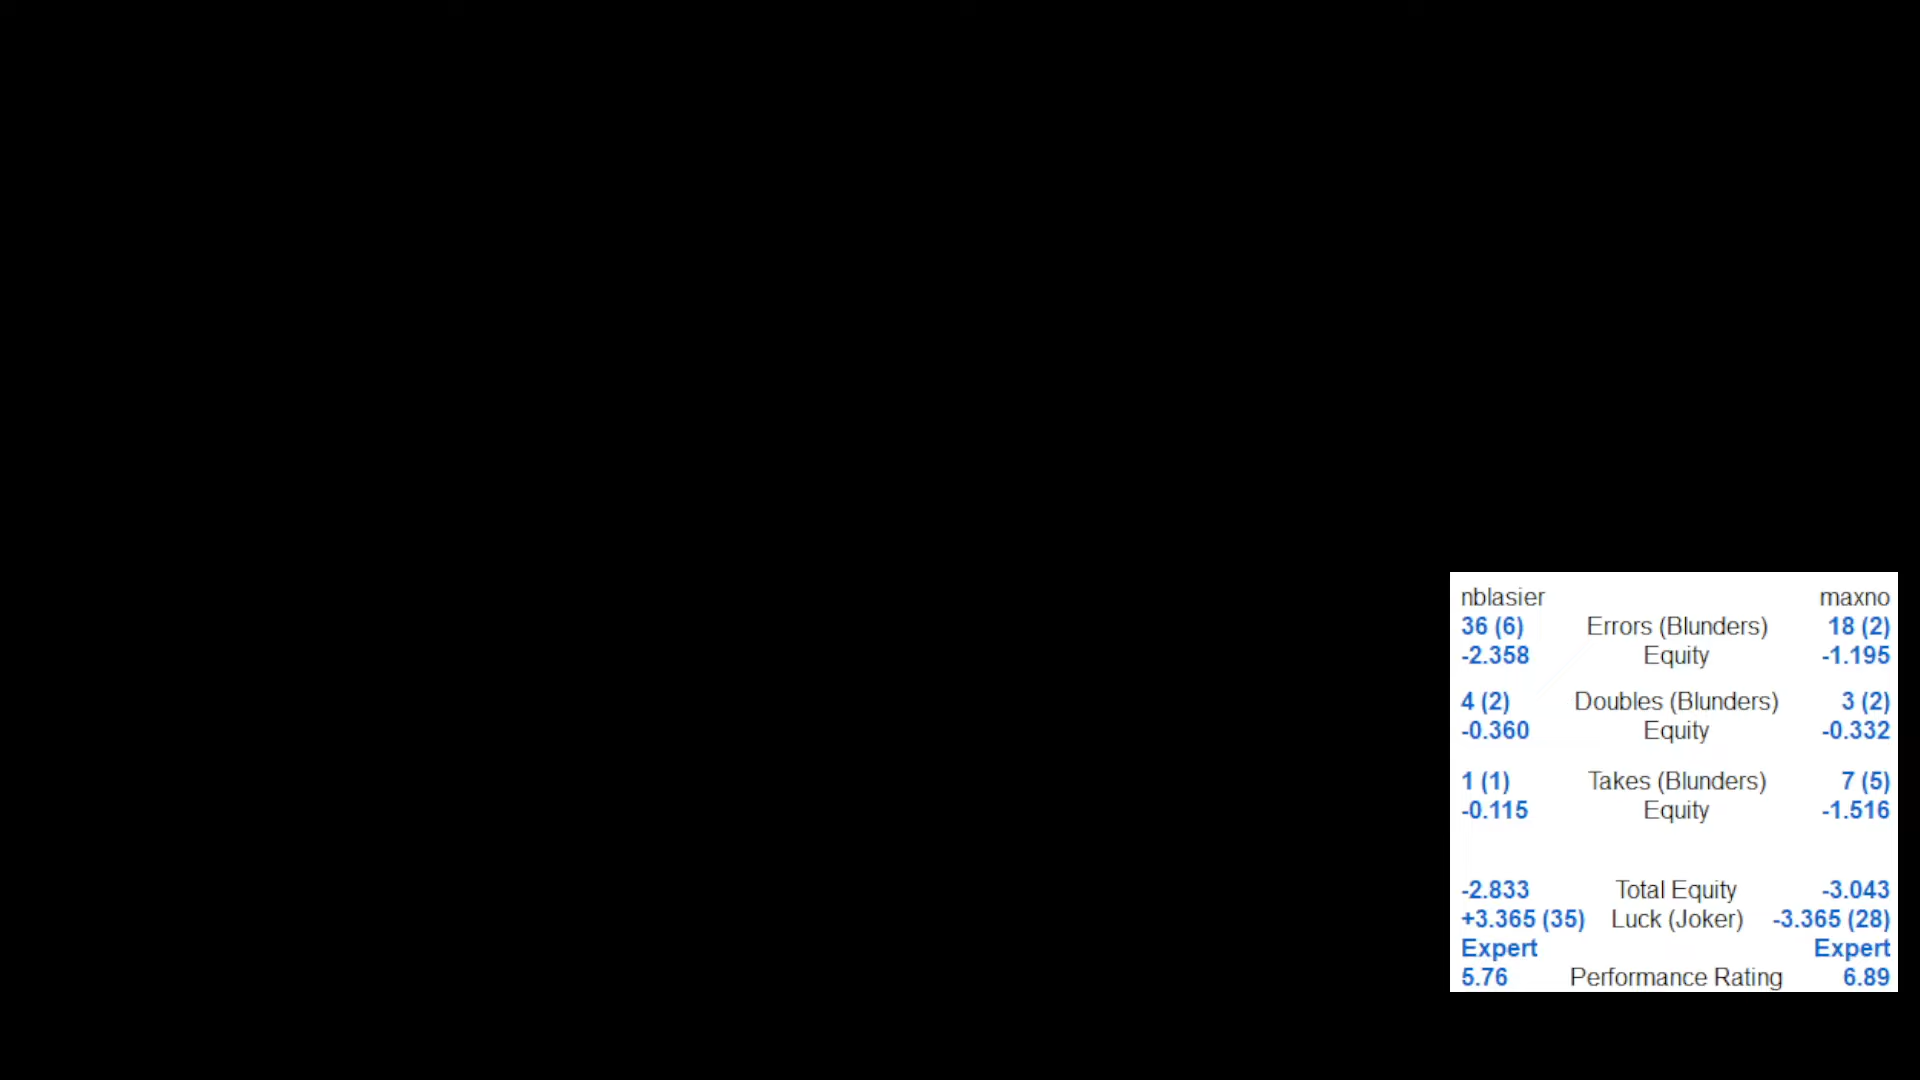 nblasier maxno
36 (6) Errors (Blunders) 18 (2)
-2.358 Equity -1.195
4 (2) Doubles (Blunders) 3 (2)
-0.360 Equity -0.332
1 (1) Takes (Blunders) 7 (5)
-0.115 Equity -1.516
-2.833 Total Equity -3.043
+3.365 (35) Luck (Joker) -3.365 (28)
Expert Expert
5.76 Performance Rating 6.89